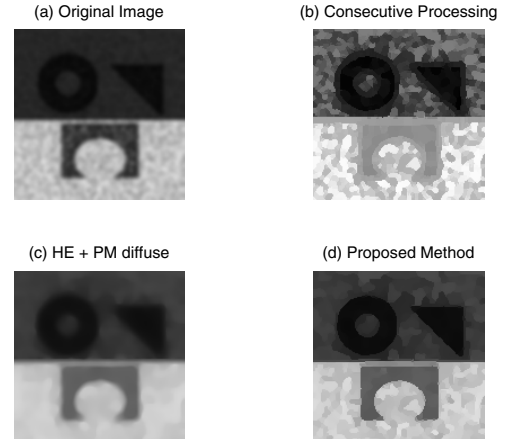 (a) Original Image
(b) Consecutive Processing
(c) HE + PM diffuse
(d) Proposed Method